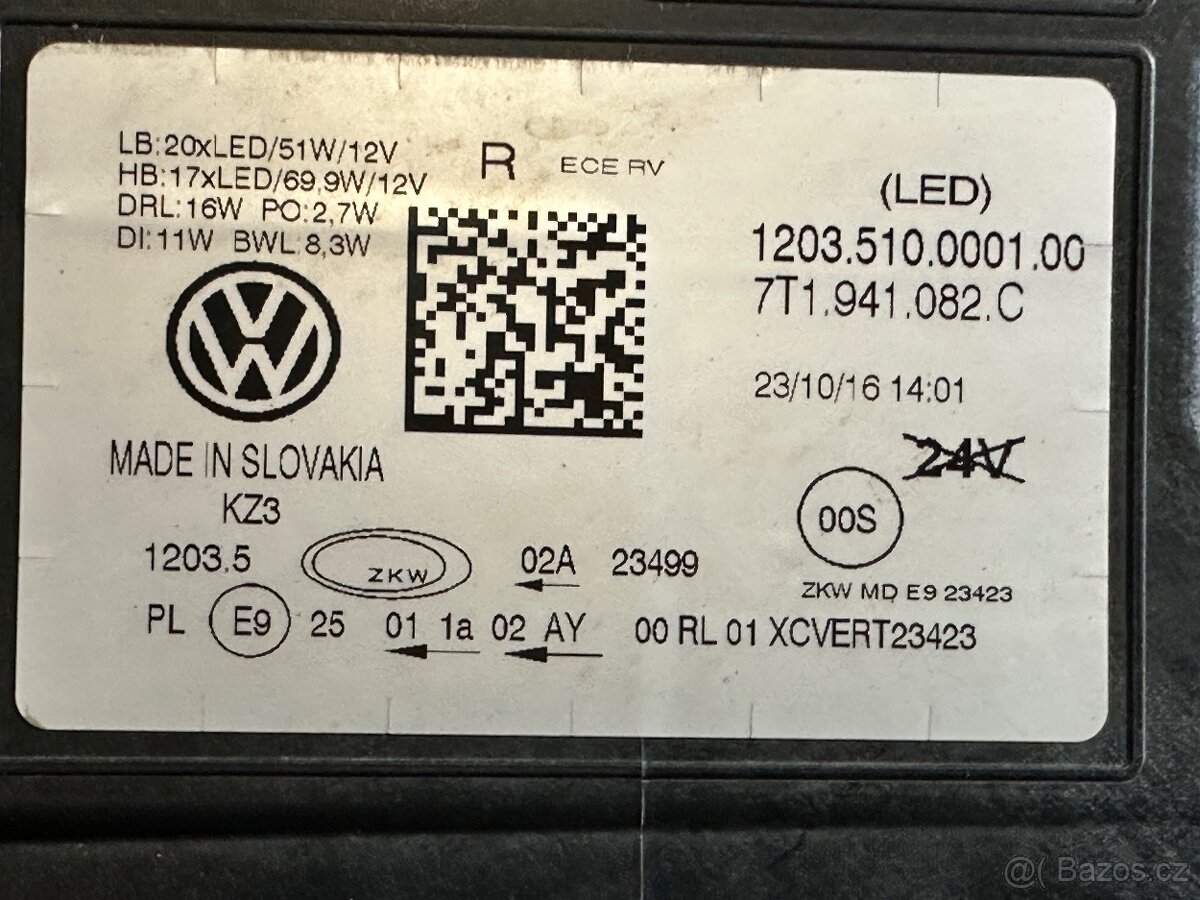 LB:20xLED/51W/12V
HB:17xLED/69,9W/12V
DRL:16W PO:2,7W
DI:11W BWL:8,3W
R ECE RV
(LED)
1203.510.0001.00
7T1.941.082.C
23/10/16 14:01
24V
MADE IN SLOVAKIA
KZ3
00S
1203.5 ZKW 02A 23499
ZKW MD E9 23423
PL E9 25 01 1a 02 AY 00 RL 01 XCVERT23423
@( Bazos.cz